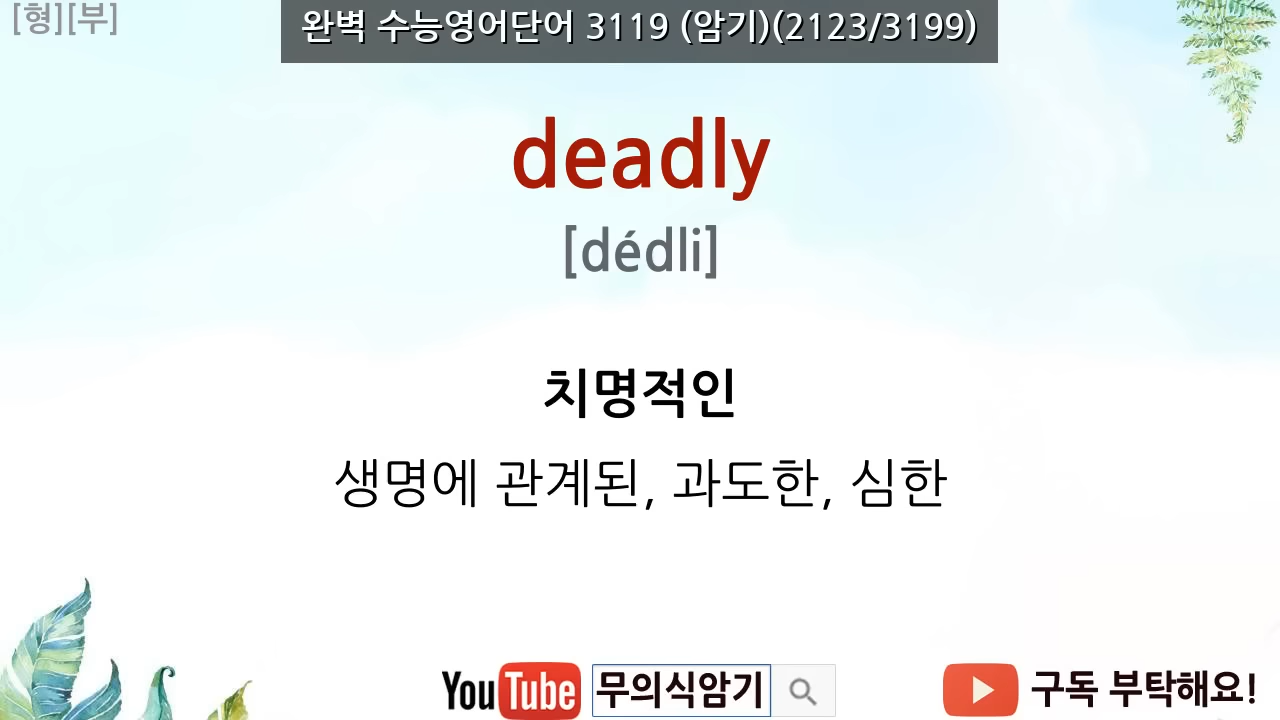 [형][부]
완벽 수능영어단어 3119 (암기)(2123/3199)
deadly
[dédli]
치명적인
생명에 관계된, 과도한, 심한
YouTube 무의식암기
구독 부탁해요!